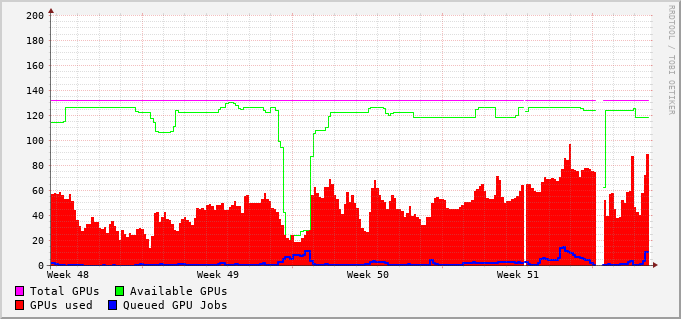 200
180
160
140
120
100
80
60
40
20
0
Week 48 Week 49 Week 50 Week 51
Total GPUs Available GPUs
GPUs used Queued GPU Jobs
RRDTOOL / TOBI OETIKER